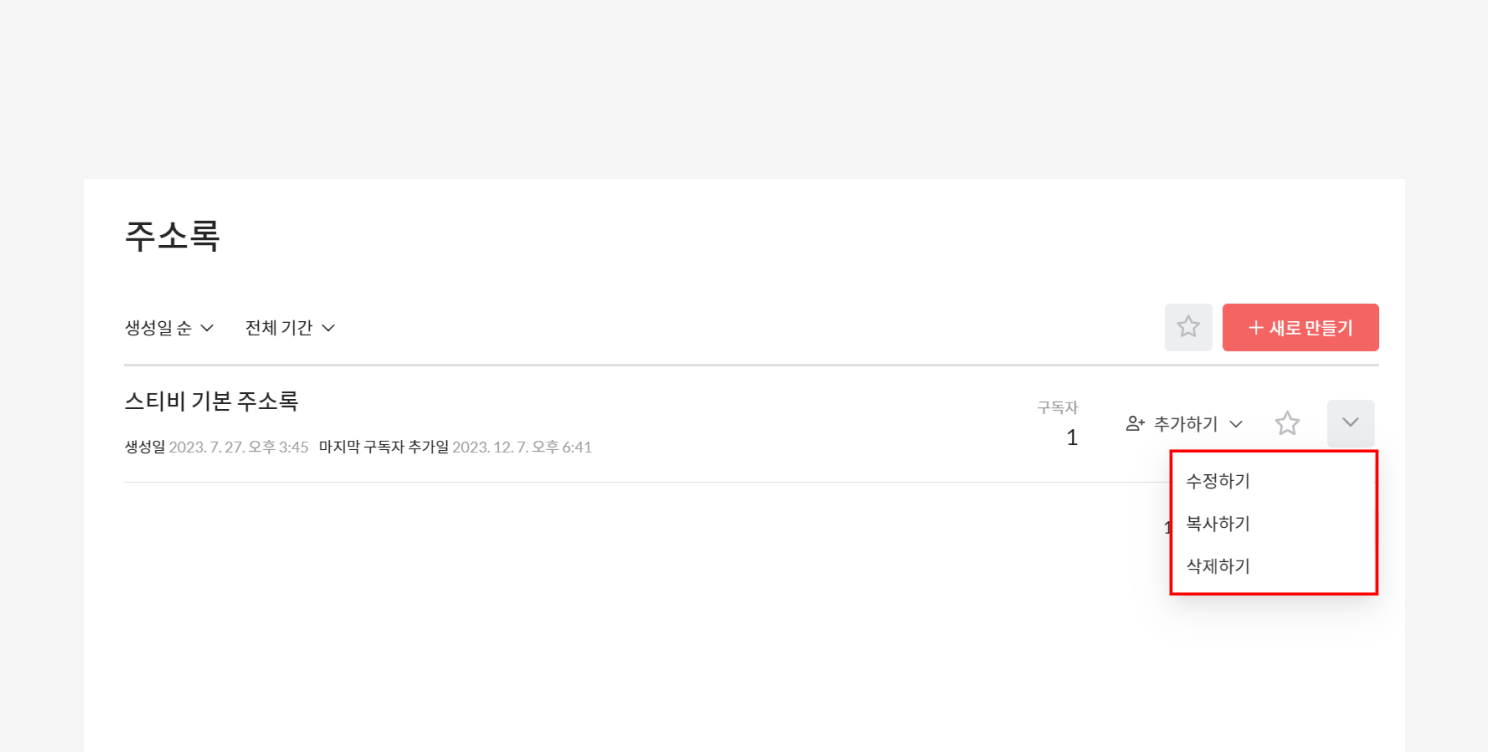 주소록
생성일 순 전체 기간
+ 새로 만들기
스티비 기본 주소록
구독자
1
추가하기
생성일 2023. 7. 27. 오후 3:45 마지막 구독자 추가일 2023. 12. 7. 오후 6:41
수정하기
복사하기
1
삭제하기